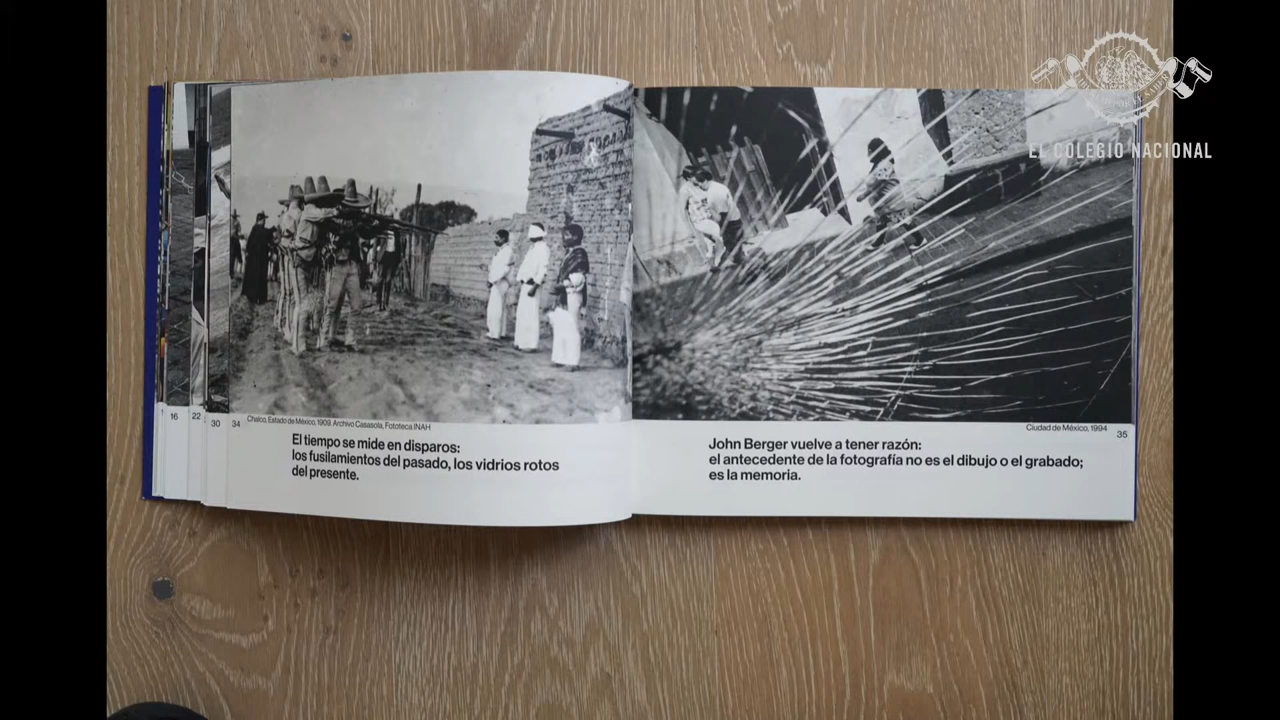 EL COLEGIO NACIONAL
16
22
30
34
Chalco, Estado de México, 1909. Archivo Casasola, Fototeca INAH
El tiempo se mide en disparos:
los fusilamientos del pasado, los vidrios rotos
del presente.
Ciudad de México, 1994
35
John Berger vuelve a tener razón:
el antecedente de la fotografía no es el dibujo o el grabado;
es la memoria.